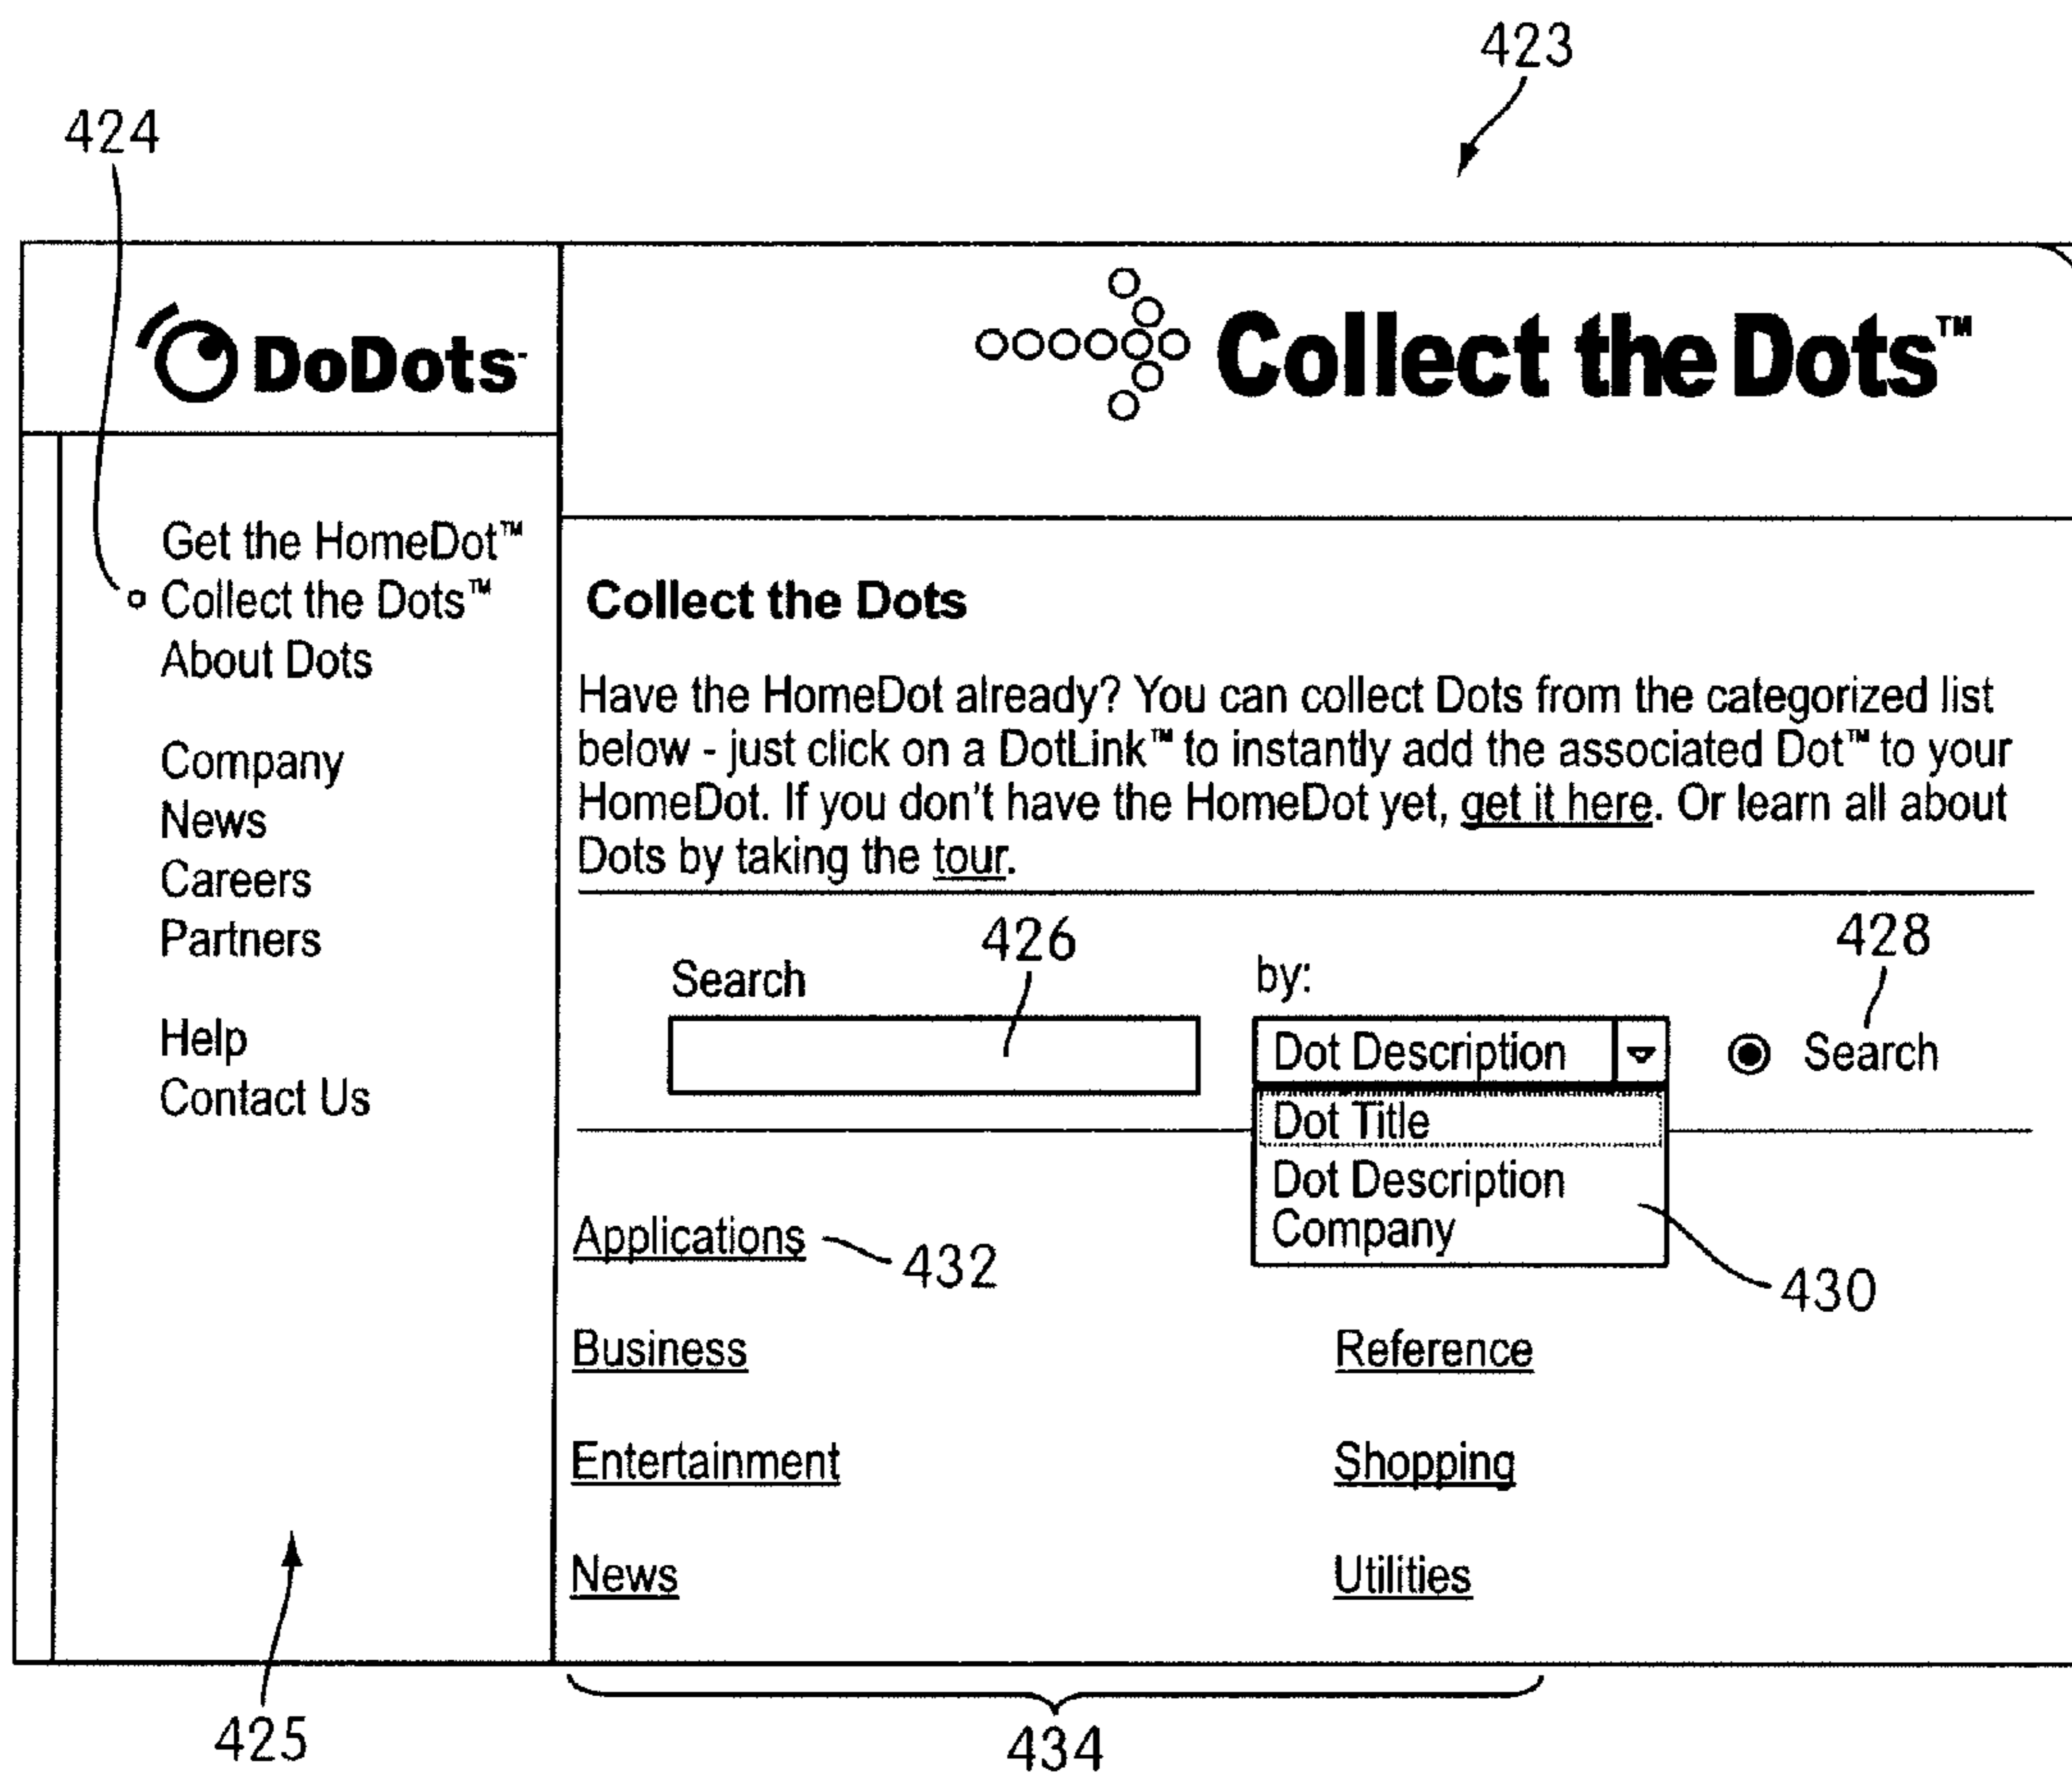 423
424
DoDots
Collect the Dots™
Get the HomeDot™
Collect the Dots™
About Dots
Company
News
Careers
Partners
Help
Contact Us
425
Collect the Dots
Have the HomeDot already? You can collect Dots from the categorized list
below - just click on a DotLink™ to instantly add the associated Dot™ to your
HomeDot. If you don't have the HomeDot yet, get it here. Or learn all about
Dots by taking the tour.
426
428
Search
by:
Dot Description
Search
Dot Title
Dot Description
Company
430
Applications
432
Business
Reference
Entertainment
Shopping
News
Utilities
434